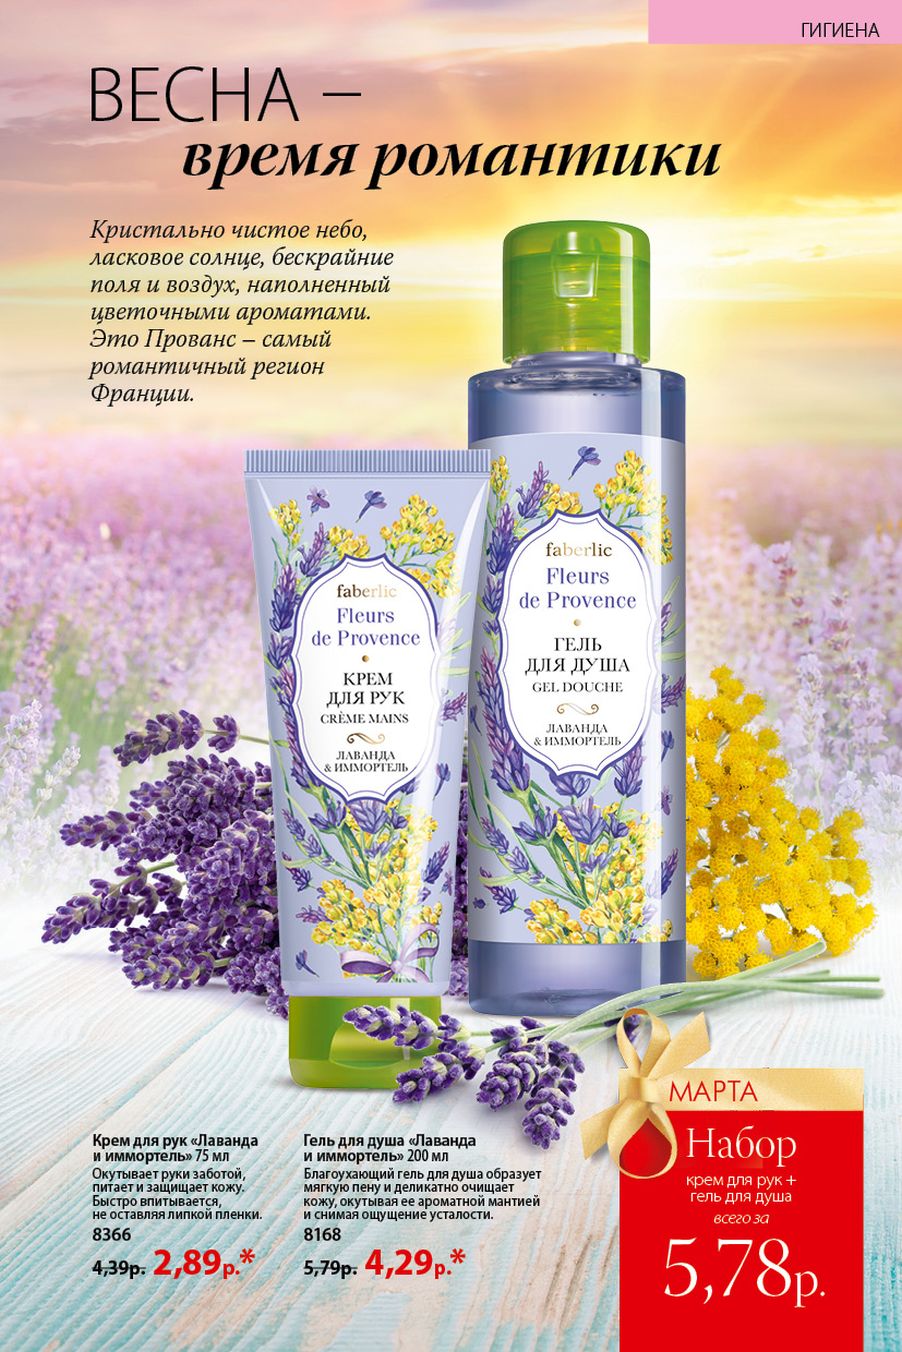 ГИГИЕНА
ВЕСНА –
время романтики
Кристально чистое небо,
ласковое солнце, бескрайние
поля и воздух, наполненный
цветочными ароматами.
Это Прованс – самый
романтичный регион
Франции.
faberlic
Fleurs
de Provence
ГЕЛЬ
ДЛЯ ДУША
GEL DOUCHE
ЛАВАНДА
& ИММОРТЕЛЬ
faberlic
Fleurs
de Provence
КРЕМ
ДЛЯ РУК
CRÈME MAINS
ЛАВАНДА
& ИММОРТЕЛЬ
Крем для рук «Лаванда
и иммортель» 75 мл
Окутывает руки заботой,
питает и защищает кожу.
Быстро впитывается,
не оставляя липкой пленки.
8366
4,39р. 2,89р.*
Гель для душа «Лаванда
и иммортель» 200 мл
Благоухающий гель для душа образует
мягкую пену и деликатно очищает
кожу, окутывая ее ароматной мантией
и снимая ощущение усталости.
8168
5,79р. 4,29р.*
МАРТА
Набор
крем для рук +
гель для душа
всего за
5,78р.